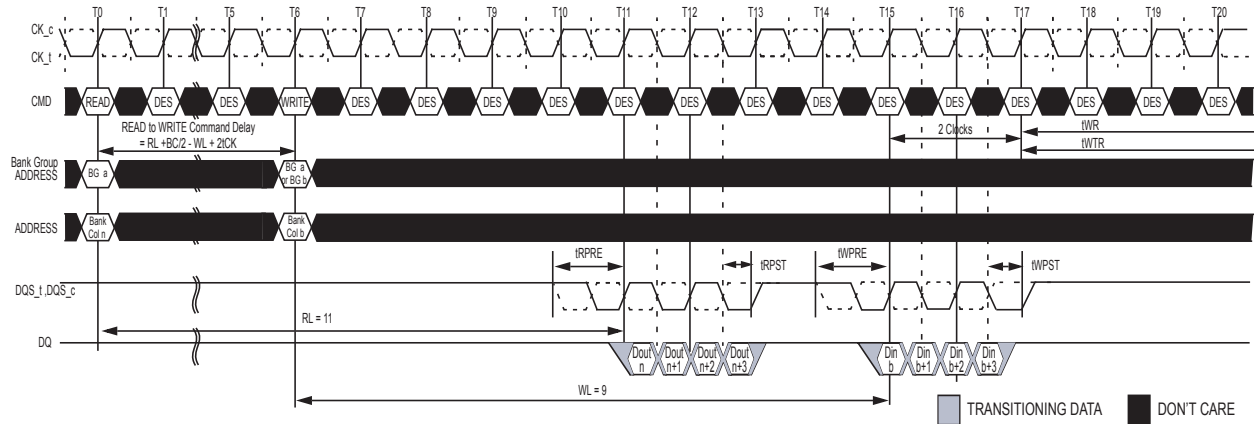 T0 T1 T5 T6 T7 T8 T9 T10 T11 T12 T13 T14 T15 T16 T17 T18 T19 T20
CK_c
CK_t
CMD READ DES DES WRITE DES DES DES DES DES DES DES DES DES DES DES DES DES DES
READ to WRITE Command Delay
= RL +BC/2 - WL + 2tCK
2 Clocks
tWR
tWTR
Bank Group
ADDRESS
BG a
BG a
or BG b
ADDRESS
Bank
Col n
Bank
Col b
tRPRE tRPST tWPRE tWPST
DQS_t ,DQS_c
RL = 11
DQ
Dout
n
Dout
n+1
Dout
n+2
Dout
n+3
Din
b
Din
b+1
Din
b+2
Din
b+3
WL = 9
TRANSITIONING DATA DON'T CARE